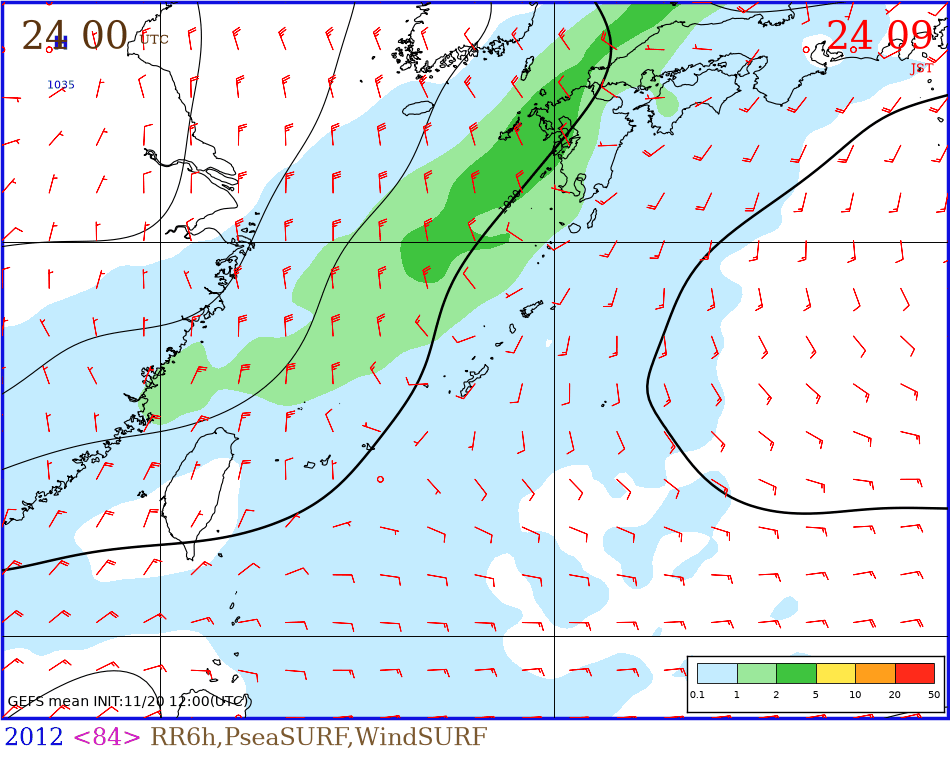 24 00 UTC
24 09
JST
H
1035
1020
0.1 1 2 5 10 20 50
GEFS mean INIT:11/20 12:00(UTC)
2012 <84> RR6h,PseaSURF,WindSURF